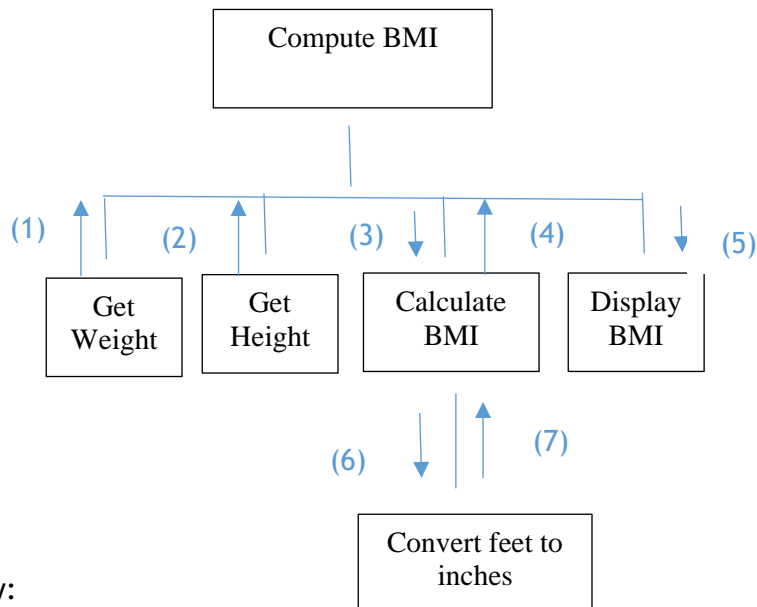 Compute BMI
(1)
(2)
(3)
(4)
(5)
Get
Weight
Get
Height
Calculate
BMI
Display
BMI
(6)
(7)
Convert feet to
inches